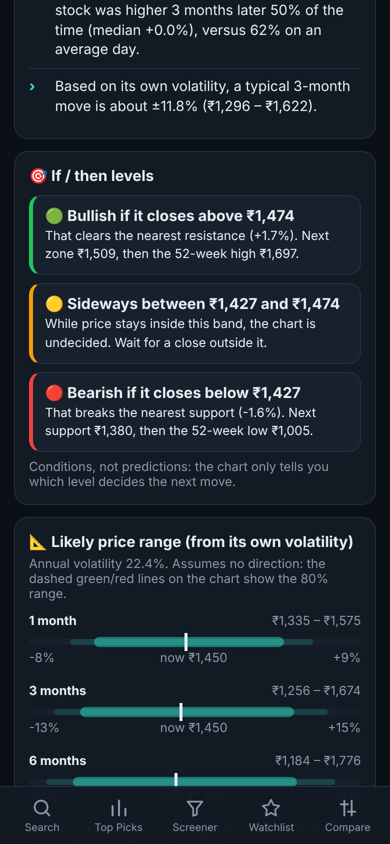 stock was higher 3 months later 50% of the
time (median +0.0%), versus 62% on an
average day.
› Based on its own volatility, a typical 3-month
move is about ±11.8% (₹1,296 – ₹1,622).
🎯 If / then levels
🟢 Bullish if it closes above ₹1,474
That clears the nearest resistance (+1.7%). Next
zone ₹1,509, then the 52-week high ₹1,697.
🟡 Sideways between ₹1,427 and ₹1,474
While price stays inside this band, the chart is
undecided. Wait for a close outside it.
🔴 Bearish if it closes below ₹1,427
That breaks the nearest support (-1.6%). Next
support ₹1,380, then the 52-week low ₹1,005.
Conditions, not predictions: the chart only tells you
which level decides the next move.
📐 Likely price range (from its own volatility)
Annual volatility 22.4%. Assumes no direction: the
dashed green/red lines on the chart show the 80%
range.
1 month ₹1,335 – ₹1,575
-8% now ₹1,450 +9%
3 months ₹1,256 – ₹1,674
-13% now ₹1,450 +15%
6 months ₹1,184 – ₹1,776
Search Top Picks Screener Watchlist Compare